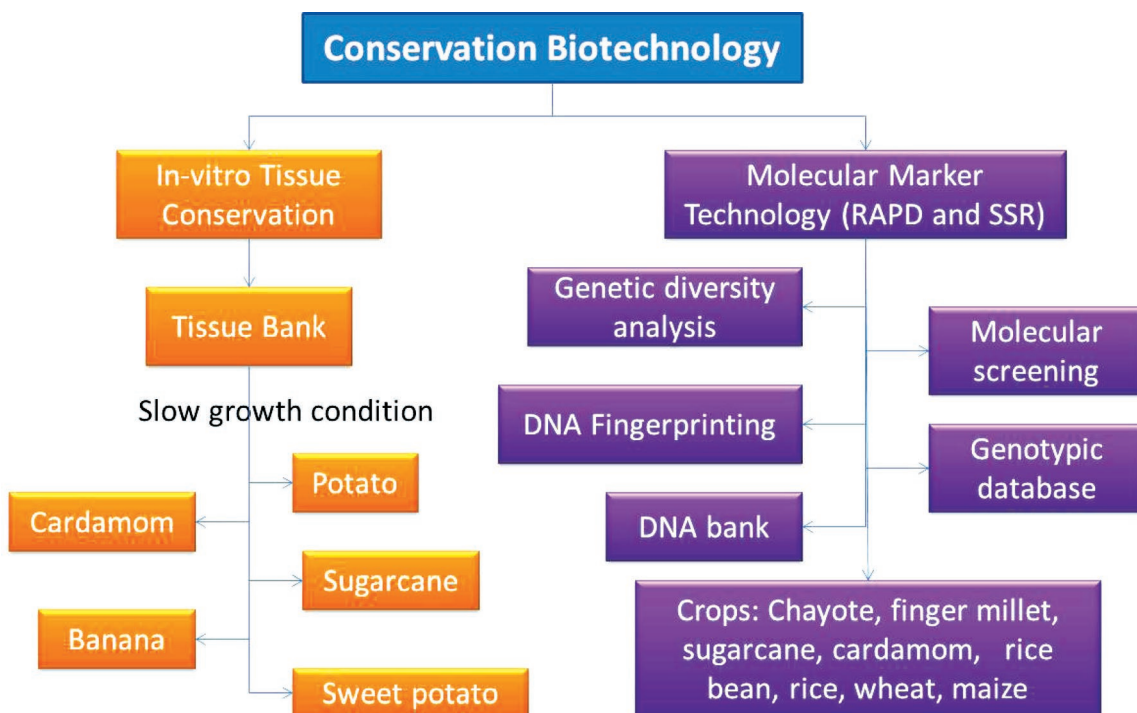 Conservation Biotechnology
In-vitro Tissue
Conservation
Tissue Bank
Slow growth condition
Potato
Cardamom
Sugarcane
Banana
Sweet potato
Molecular Marker
Technology (RAPD and SSR)
Genetic diversity
analysis
Molecular
screening
DNA Fingerprinting
Genotypic
database
DNA bank
Crops: Chayote, finger millet,
sugarcane, cardamom, rice
bean, rice, wheat, maize